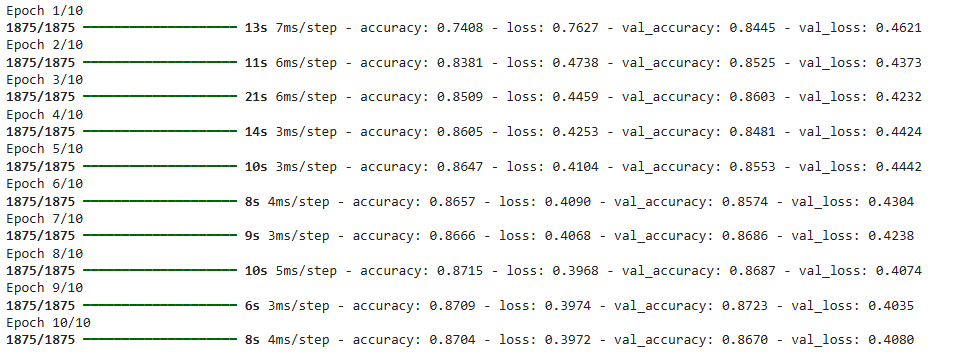 Epoch 1/10
1875/1875 ━━━━━━━━━━━━━━━━━━━━ 13s 7ms/step - accuracy: 0.7408 - loss: 0.7627 - val_accuracy: 0.8445 - val_loss: 0.4621
Epoch 2/10
1875/1875 ━━━━━━━━━━━━━━━━━━━━ 11s 6ms/step - accuracy: 0.8381 - loss: 0.4738 - val_accuracy: 0.8525 - val_loss: 0.4373
Epoch 3/10
1875/1875 ━━━━━━━━━━━━━━━━━━━━ 21s 6ms/step - accuracy: 0.8509 - loss: 0.4459 - val_accuracy: 0.8603 - val_loss: 0.4232
Epoch 4/10
1875/1875 ━━━━━━━━━━━━━━━━━━━━ 14s 3ms/step - accuracy: 0.8605 - loss: 0.4253 - val_accuracy: 0.8481 - val_loss: 0.4424
Epoch 5/10
1875/1875 ━━━━━━━━━━━━━━━━━━━━ 10s 3ms/step - accuracy: 0.8647 - loss: 0.4104 - val_accuracy: 0.8553 - val_loss: 0.4442
Epoch 6/10
1875/1875 ━━━━━━━━━━━━━━━━━━━━ 8s 4ms/step - accuracy: 0.8657 - loss: 0.4090 - val_accuracy: 0.8574 - val_loss: 0.4304
Epoch 7/10
1875/1875 ━━━━━━━━━━━━━━━━━━━━ 9s 3ms/step - accuracy: 0.8666 - loss: 0.4068 - val_accuracy: 0.8686 - val_loss: 0.4238
Epoch 8/10
1875/1875 ━━━━━━━━━━━━━━━━━━━━ 10s 5ms/step - accuracy: 0.8715 - loss: 0.3968 - val_accuracy: 0.8687 - val_loss: 0.4074
Epoch 9/10
1875/1875 ━━━━━━━━━━━━━━━━━━━━ 6s 3ms/step - accuracy: 0.8709 - loss: 0.3974 - val_accuracy: 0.8723 - val_loss: 0.4035
Epoch 10/10
1875/1875 ━━━━━━━━━━━━━━━━━━━━ 8s 4ms/step - accuracy: 0.8704 - loss: 0.3972 - val_accuracy: 0.8670 - val_loss: 0.4080